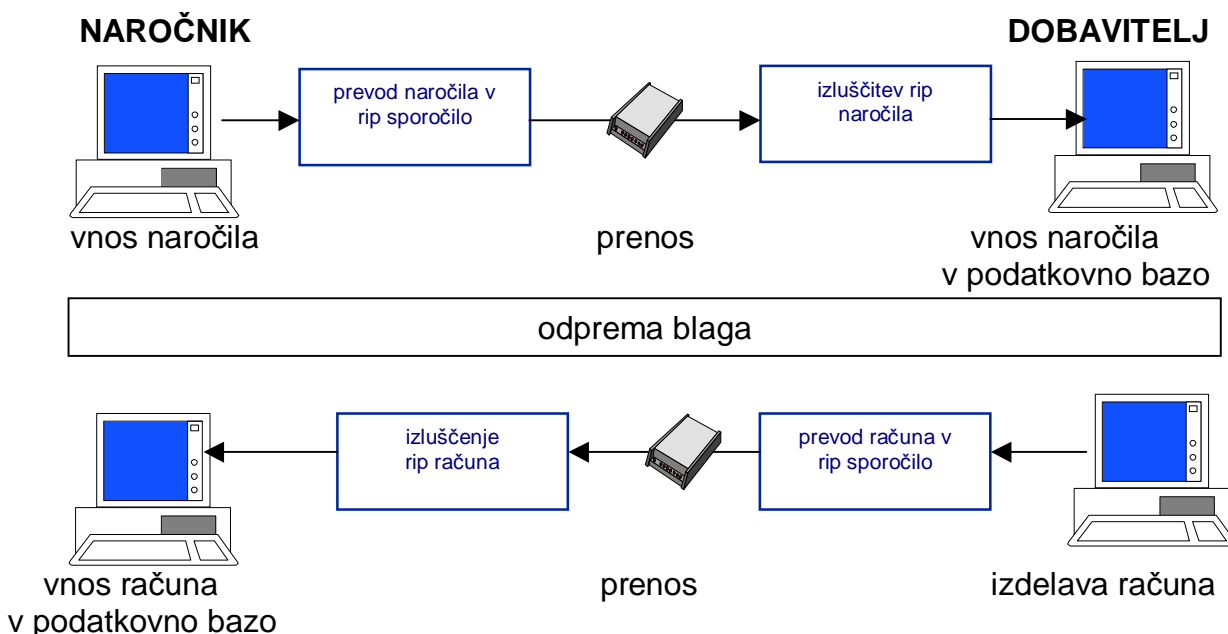 NAROČNIK
DOBAVITELJ
prevod naročila v
rip sporočilo
izluščitev rip
naročila
vnos naročila
prenos
vnos naročila
v podatkovno bazo
odprema blaga
izluščenje
rip računa
prevod računa v
rip sporočilo
vnos računa
v podatkovno bazo
prenos
izdelava računa